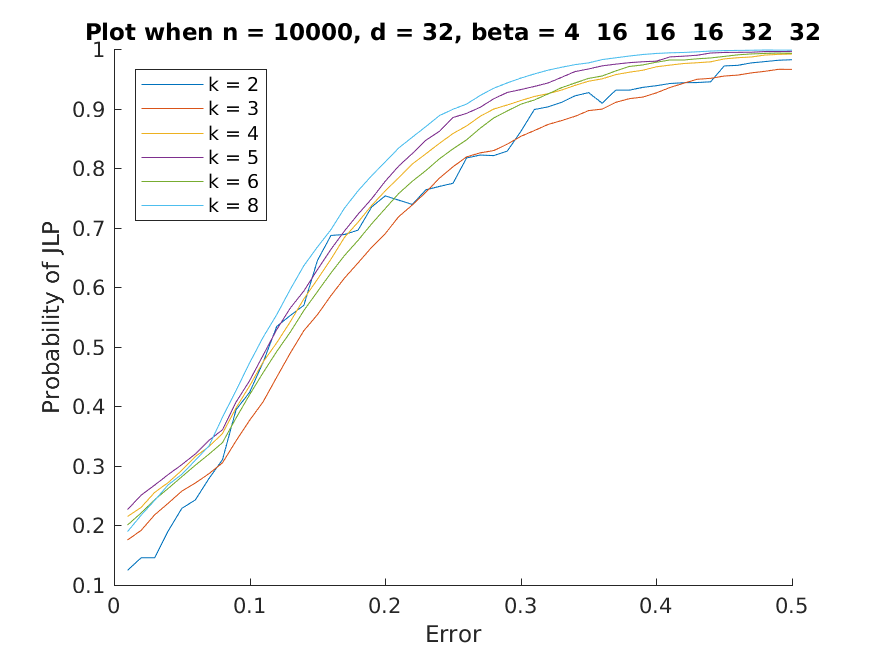 Plot when n = 10000, d = 32, beta = 4  16  16  16  32  32
1
0.9
0.8
0.7
0.6
0.5
0.4
0.3
0.2
0.1
Probability of JLP
k = 2
k = 3
k = 4
k = 5
k = 6
k = 8
0
0.1
0.2
0.3
0.4
0.5
Error